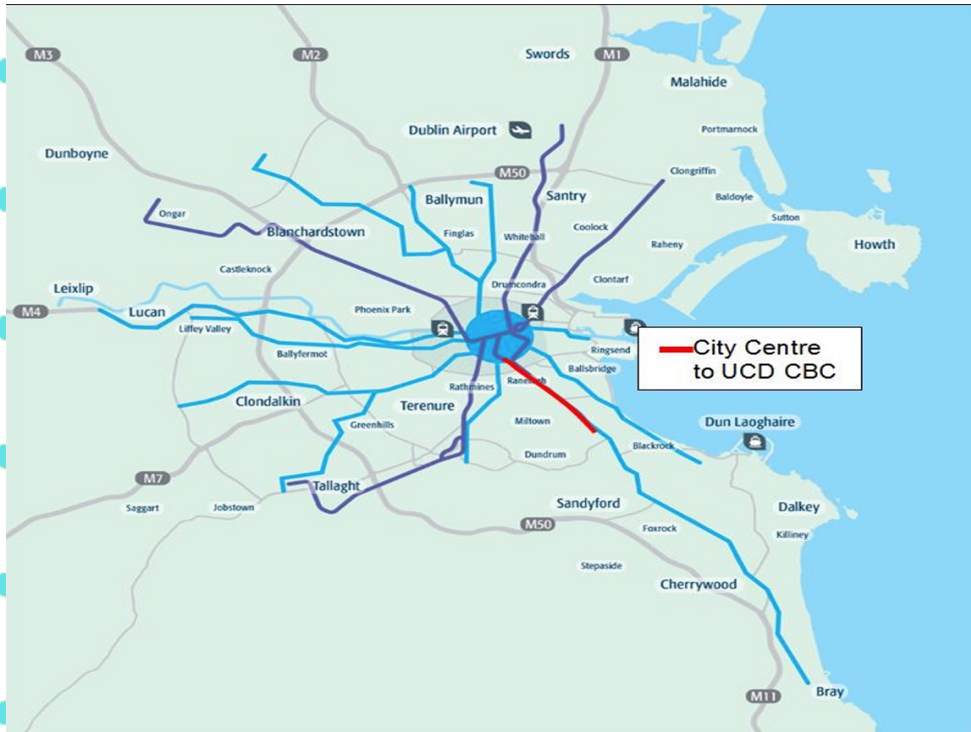 M3
M2
Swords
M1
Malahide
Dublin Airport
Portmarnock
Dunboyne
M50
Clongriffin
Ballymun
Santry
Baldoyle
Ongar
Sutton
Blanchardstown
Finglas
Whitehall
Coolock
Raheny
Howth
Castleknock
Drumcondra
Clontarf
Leixlip
Phoenix Park
M4
Lucan
Liffey Valley
Ballyfermot
Ringsend
City Centre
to UCD CBC
Ballsbridge
Rathmines
Ranelagh
Clondalkin
Terenure
Greenhills
Miltown
Dun Laoghaire
Blackrock
Dundrum
M7
Tallaght
Saggart
Jobstown
Sandyford
Dalkey
M50
Foxrock
Killiney
Stepaside
Cherrywood
M11
Bray